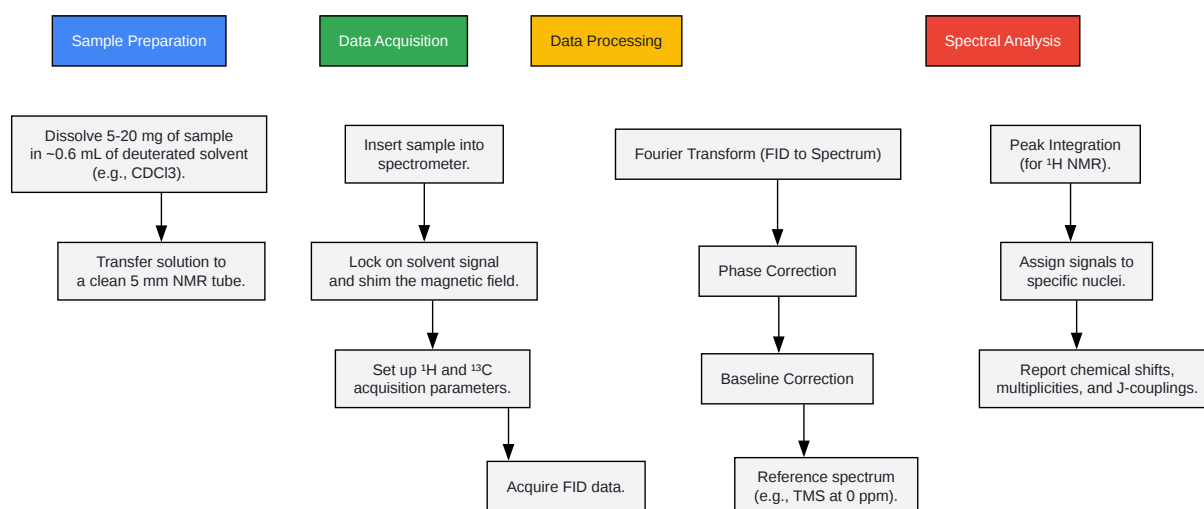 Sample Preparation
Data Acquisition
Data Processing
Spectral Analysis
Dissolve 5-20 mg of sample
in ~0.6 mL of deuterated solvent
(e.g., CDCl3).
Transfer solution to
a clean 5 mm NMR tube.
Insert sample into
spectrometer.
Lock on solvent signal
and shim the magnetic field.
Set up ¹H and ¹³C
acquisition parameters.
Acquire FID data.
Fourier Transform (FID to Spectrum)
Phase Correction
Baseline Correction
Reference spectrum
(e.g., TMS at 0 ppm).
Peak Integration
(for ¹H NMR).
Assign signals to
specific nuclei.
Report chemical shifts,
multiplicities, and J-couplings.